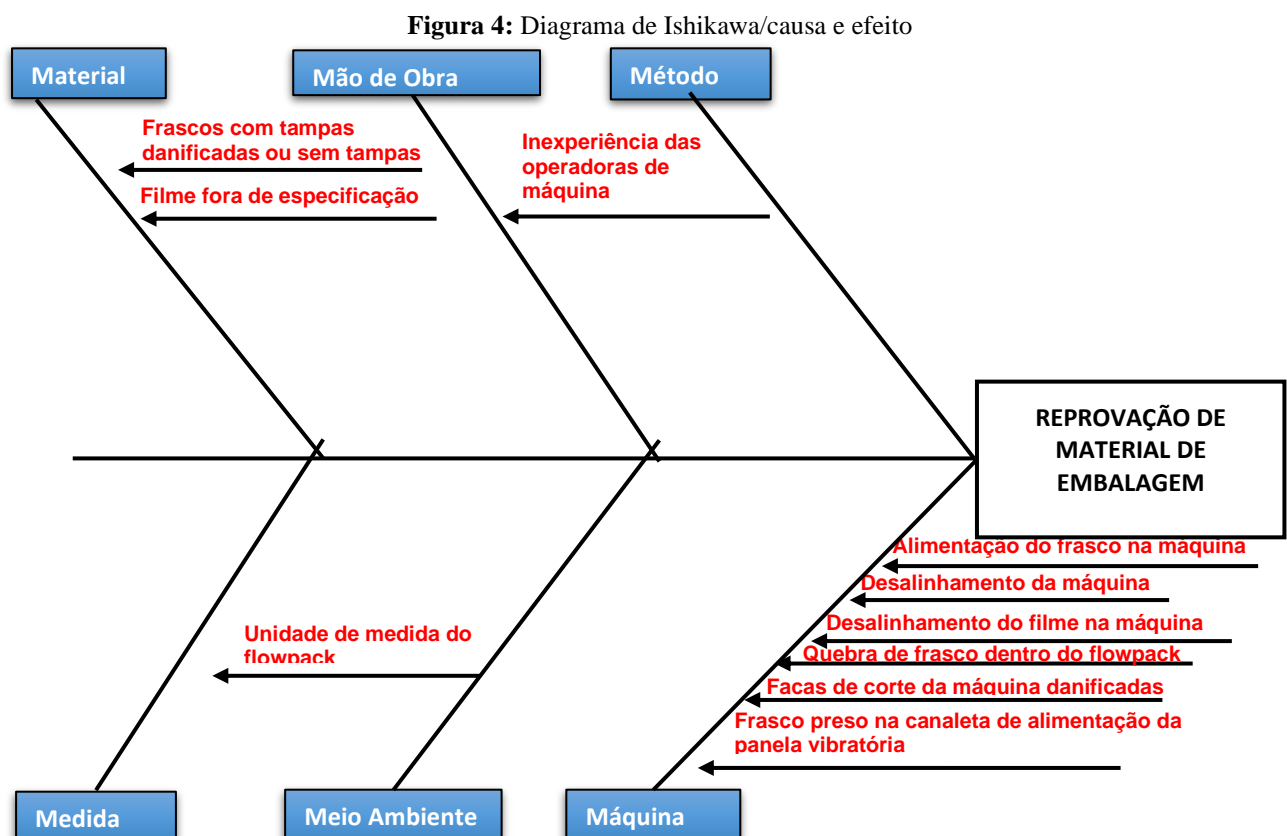 Figura 4: Diagrama de Ishikawa/causa e efeito
Material
Mão de Obra
Método
Frascos com tampas
danificadas ou sem tampas
Filme fora de especificação
Inexperiência das
operadoras de
máquina
REPROVAÇÃO DE
MATERIAL DE
EMBALAGEM
Alimentação do frasco na máquina
Desalinhamento da máquina
Desalinhamento do filme na máquina
Quebra de frasco dentro do flowpack
Facas de corte da máquina danificadas
Frasco preso na canaleta de alimentação da
panela vibratória
Unidade de medida do
flowpack
Medida
Meio Ambiente
Máquina